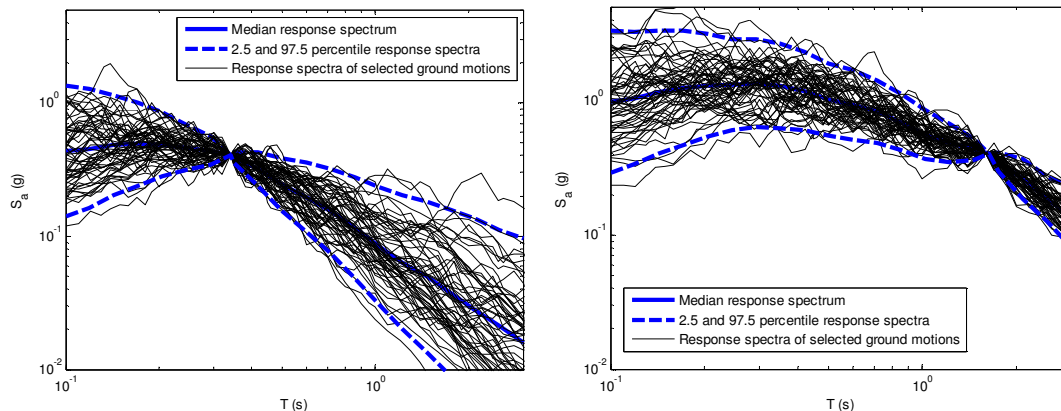 Median response spectrum
2.5 and 97.5 percentile response spectra
Response spectra of selected ground motions
10^0
10^-1
10^-2
S_a (g)
10^-1
10^0
T (s)
Median response spectrum
2.5 and 97.5 percentile response spectra
Response spectra of selected ground motions
10^0
10^-1
10^-2
S_a (g)
10^-1
10^0
T (s)